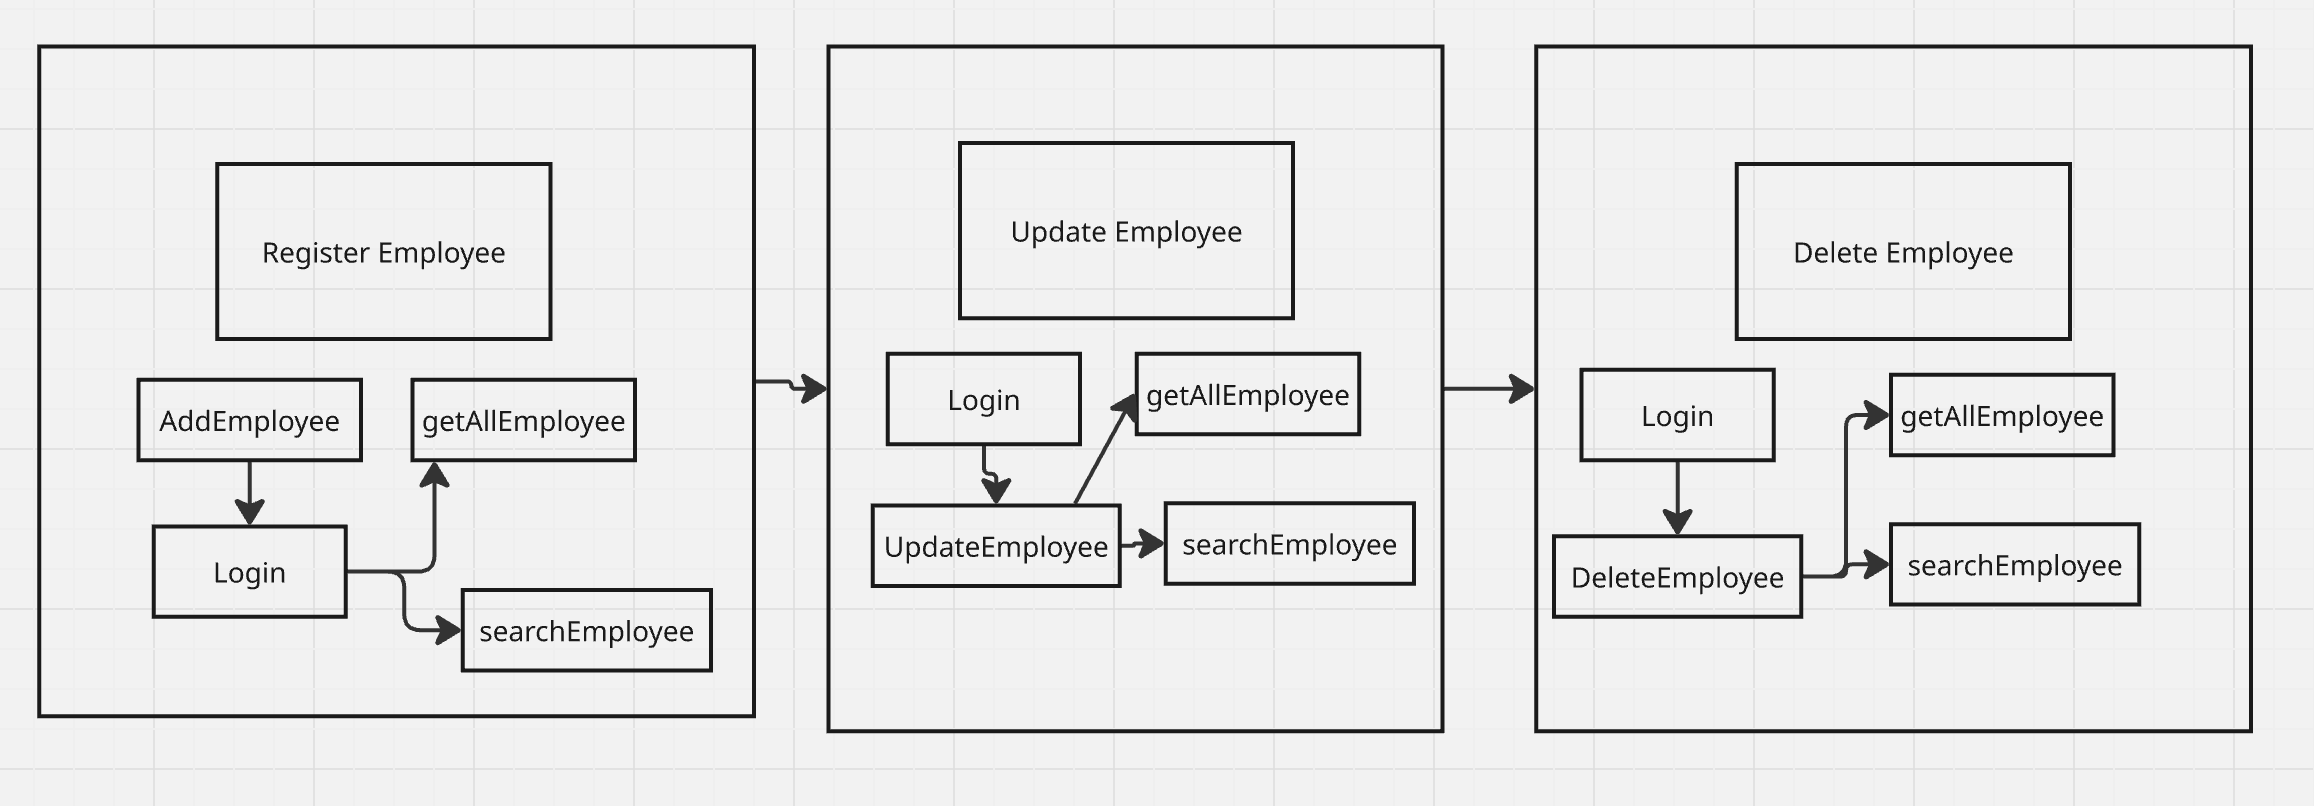 Register Employee
AddEmployee
getAllEmployee
Login
searchEmployee
Update Employee
Login
getAllEmployee
UpdateEmployee
searchEmployee
Delete Employee
Login
getAllEmployee
DeleteEmployee
searchEmployee